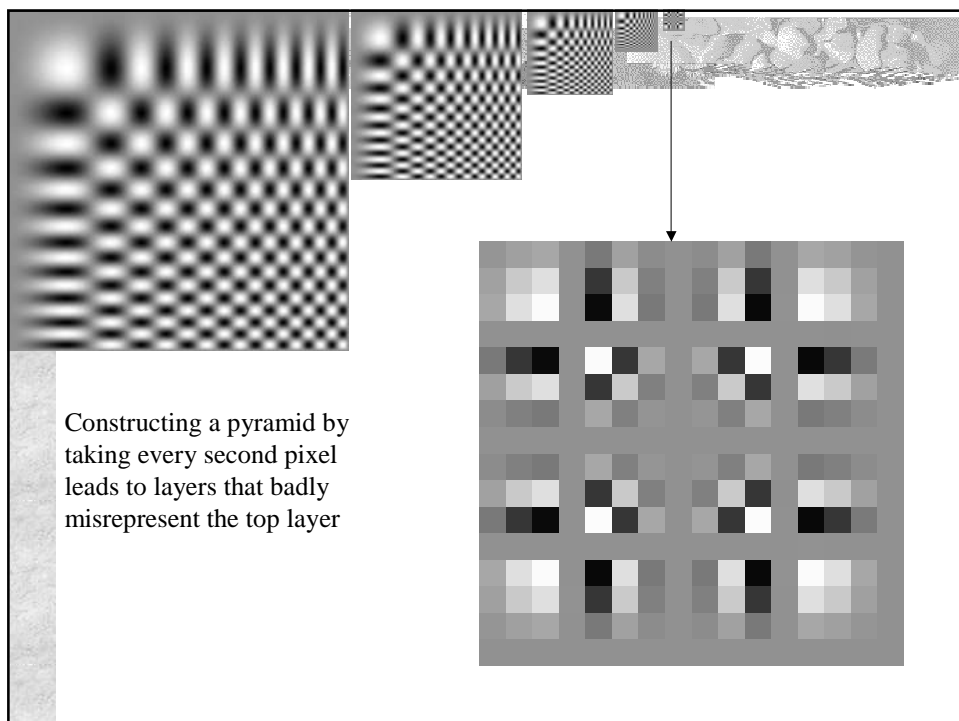 Constructing a pyramid by
taking every second pixel
leads to layers that badly
misrepresent the top layer